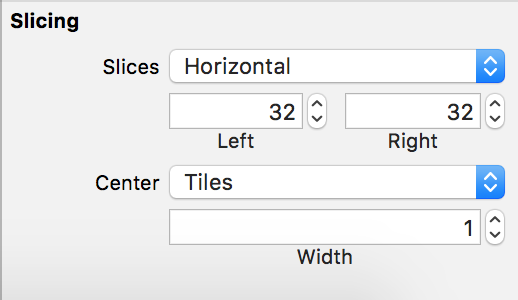 Slicing
Slices Horizontal
32 32
Left Right
Center Tiles
1
Width